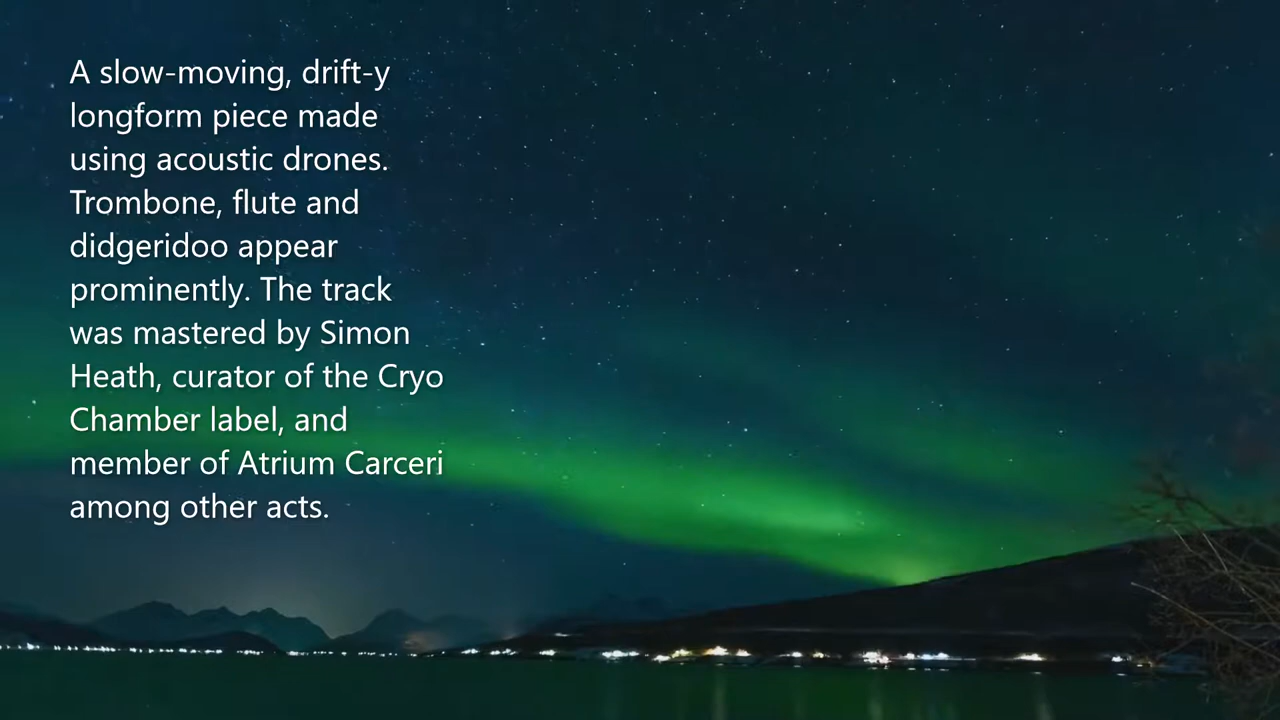 A slow-moving, drift-y
longform piece made
using acoustic drones.
Trombone, flute and
didgeridoo appear
prominently. The track
was mastered by Simon
Heath, curator of the Cryo
Chamber label, and
member of Atrium Carceri
among other acts.